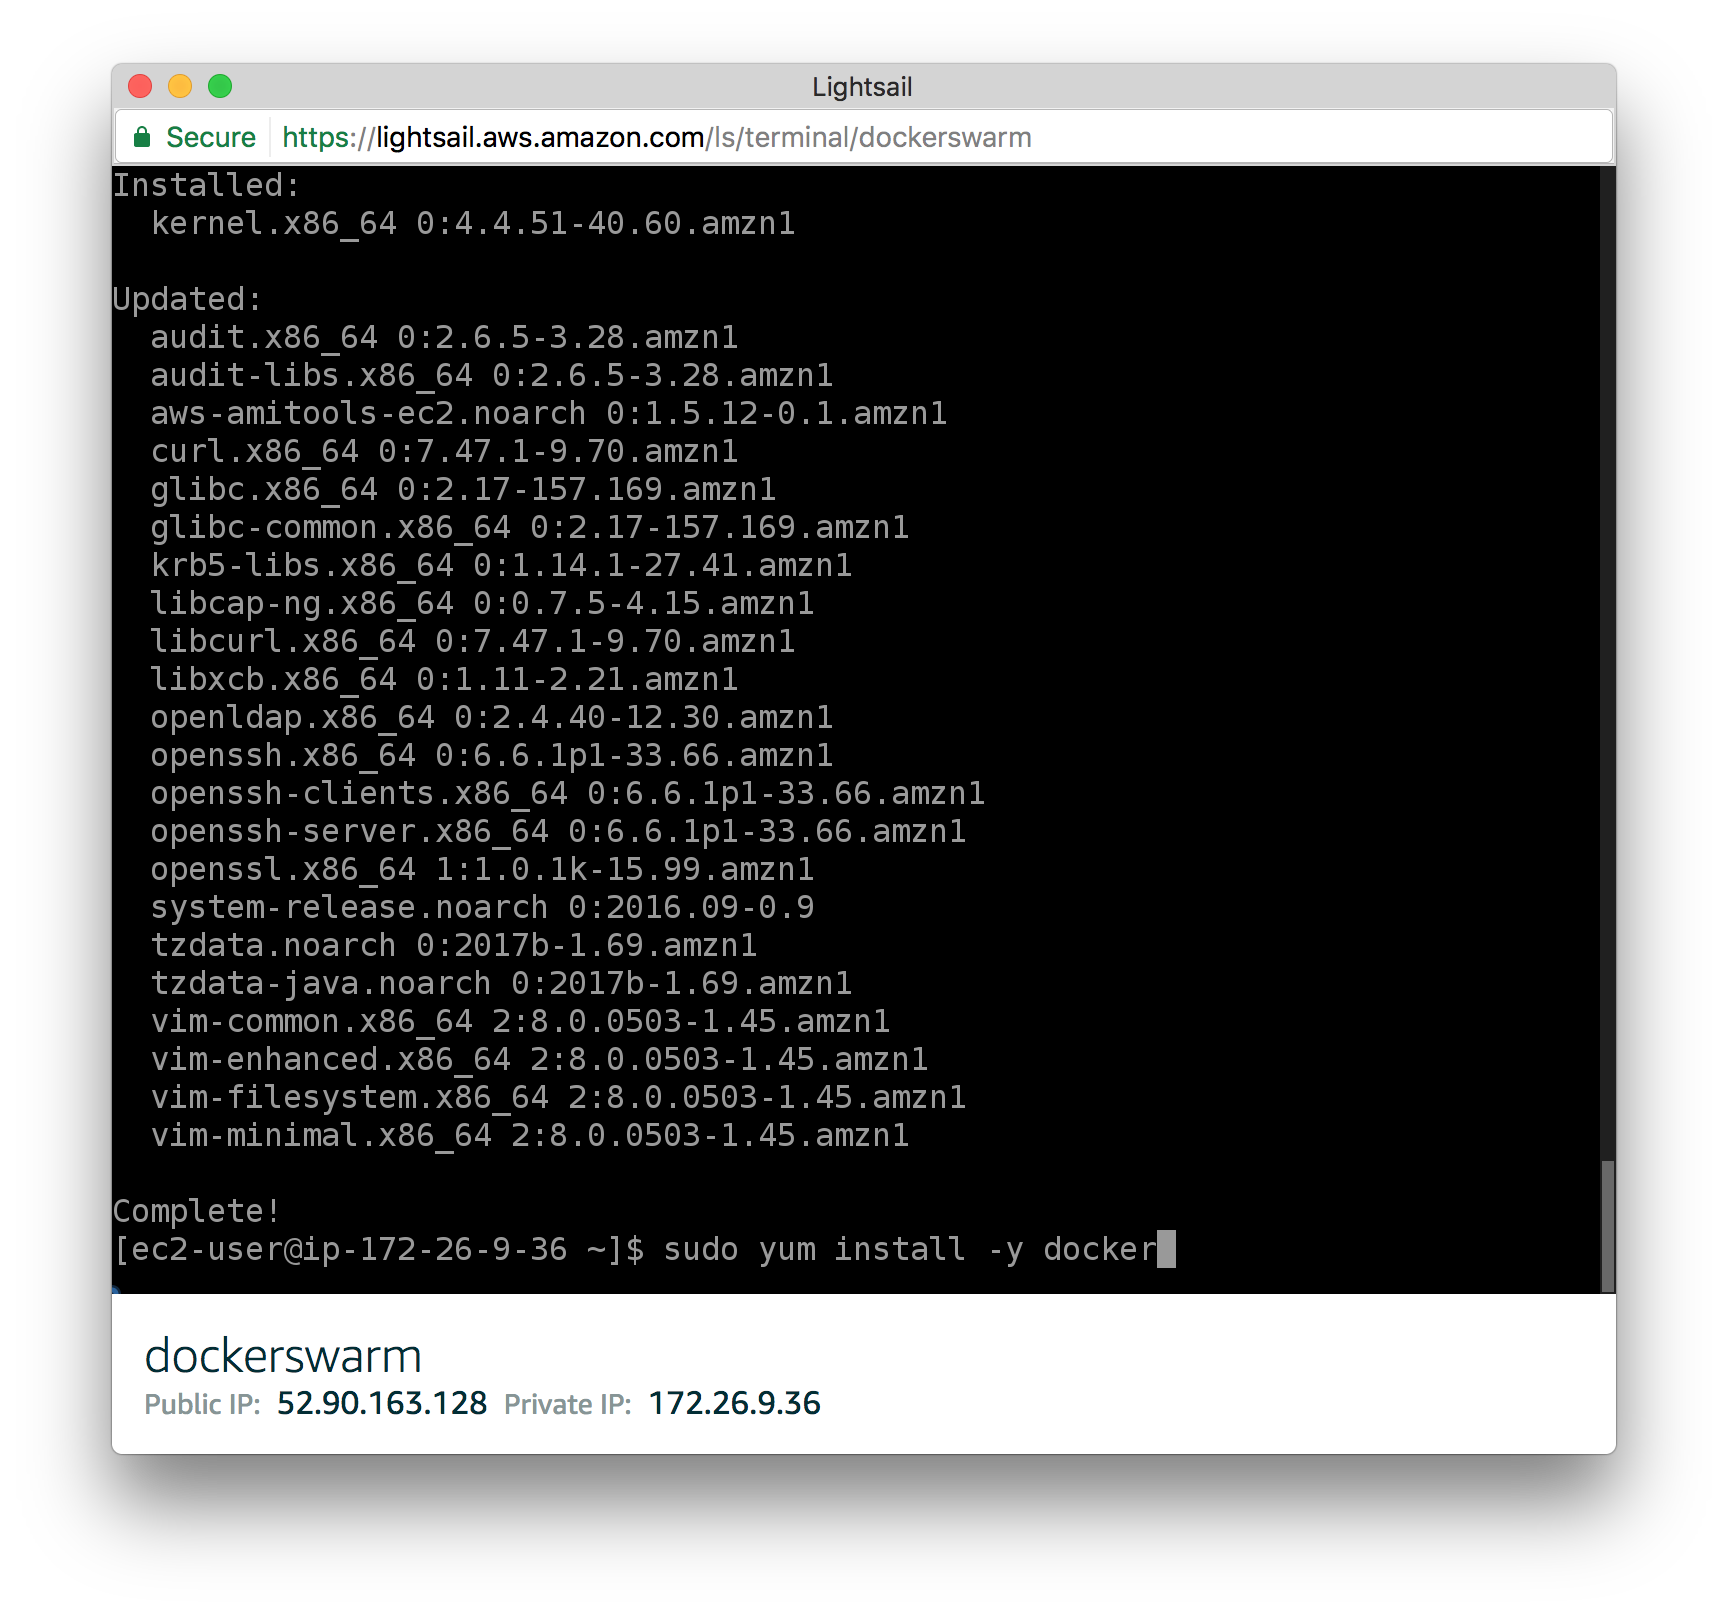 Lightsail
Secure https://lightsail.aws.amazon.com/ls/terminal/dockerswarm
Installed:
  kernel.x86_64 0:4.4.51-40.60.amzn1

Updated:
  audit.x86_64 0:2.6.5-3.28.amzn1
  audit-libs.x86_64 0:2.6.5-3.28.amzn1
  aws-amitools-ec2.noarch 0:1.5.12-0.1.amzn1
  curl.x86_64 0:7.47.1-9.70.amzn1
  glibc.x86_64 0:2.17-157.169.amzn1
  glibc-common.x86_64 0:2.17-157.169.amzn1
  krb5-libs.x86_64 0:1.14.1-27.41.amzn1
  libcap-ng.x86_64 0:0.7.5-4.15.amzn1
  libcurl.x86_64 0:7.47.1-9.70.amzn1
  libxcb.x86_64 0:1.11-2.21.amzn1
  openldap.x86_64 0:2.4.40-12.30.amzn1
  openssh.x86_64 0:6.6.1p1-33.66.amzn1
  openssh-clients.x86_64 0:6.6.1p1-33.66.amzn1
  openssh-server.x86_64 0:6.6.1p1-33.66.amzn1
  openssl.x86_64 1:1.0.1k-15.99.amzn1
  system-release.noarch 0:2016.09-0.9
  tzdata.noarch 0:2017b-1.69.amzn1
  tzdata-java.noarch 0:2017b-1.69.amzn1
  vim-common.x86_64 2:8.0.0503-1.45.amzn1
  vim-enhanced.x86_64 2:8.0.0503-1.45.amzn1
  vim-filesystem.x86_64 2:8.0.0503-1.45.amzn1
  vim-minimal.x86_64 2:8.0.0503-1.45.amzn1

Complete!
[ec2-user@ip-172-26-9-36 ~]$ sudo yum install -y docker
dockerswarm
Public IP: 52.90.163.128 Private IP: 172.26.9.36